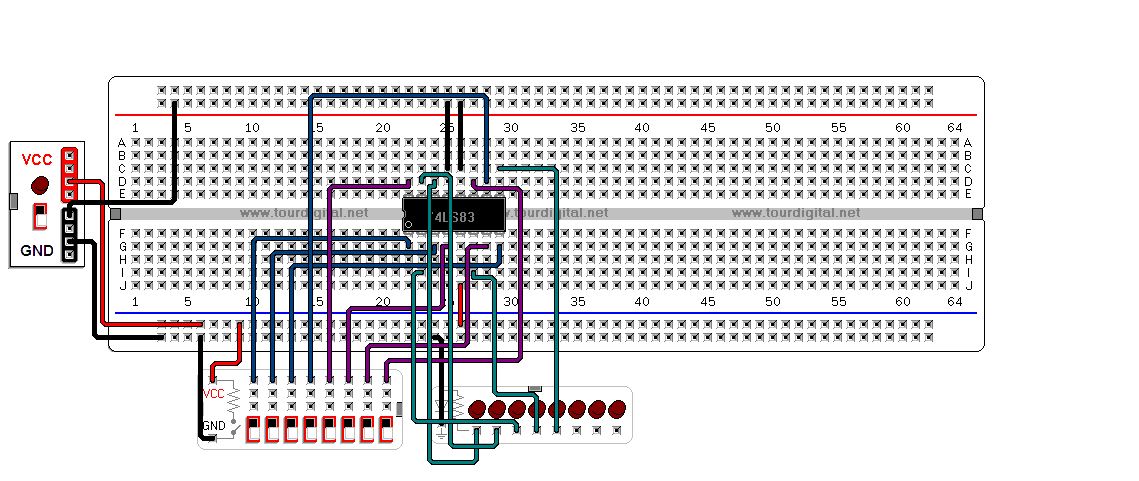 1 5 10 15 20 25 30 35 40 45 50 55 60 64
A A
B B
C C
D D
E E
VCC
www.tourdigital.net www.tourdigital.net www.tourdigital.net
74LS83
GND
F F
G G
H H
I I
J J
1 5 10 15 20 25 30 35 40 45 50 55 60 64
VCC
GND